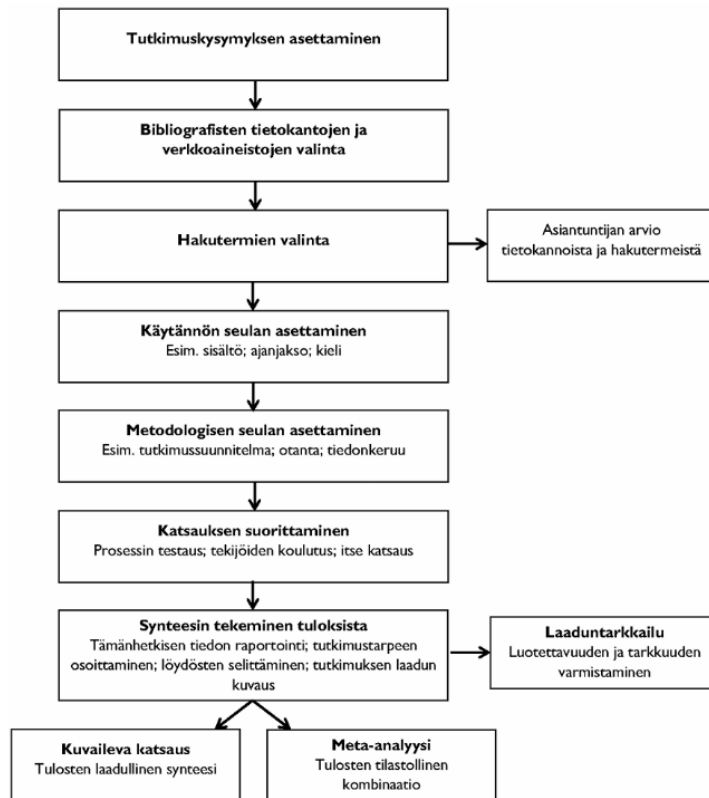 Tutkimuskysymyksen asettaminen
Bibliografisten tietokantojen ja
verkkoaineistojen valinta
Hakutermien valinta
Asiantuntijan arvio
tietokannoista ja hakutermeistä
Käytännön seulan asettaminen
Esim. sisältö; ajanjakso; kieli
Metodologisen seulan asettaminen
Esim. tutkimussuunnitelma; otanta; tiedonkeruu
Katsauksen suorittaminen
Prosessin testaus; tekijöiden koulutus; itse katsaus
Synteesin tekeminen tuloksista
Tämänhetkisen tiedon raportointi; tutkimustarpeen
osoittaminen; löydösten selittäminen; tutkimuksen laadun
kuvaus
Laaduntarkkailu
Luotettavuuden ja tarkkuuden
varmistaminen
Kuvaileva katsaus
Tulosten laadullinen synteesi
Meta-analyysi
Tulosten tilastollinen
kombinaatio